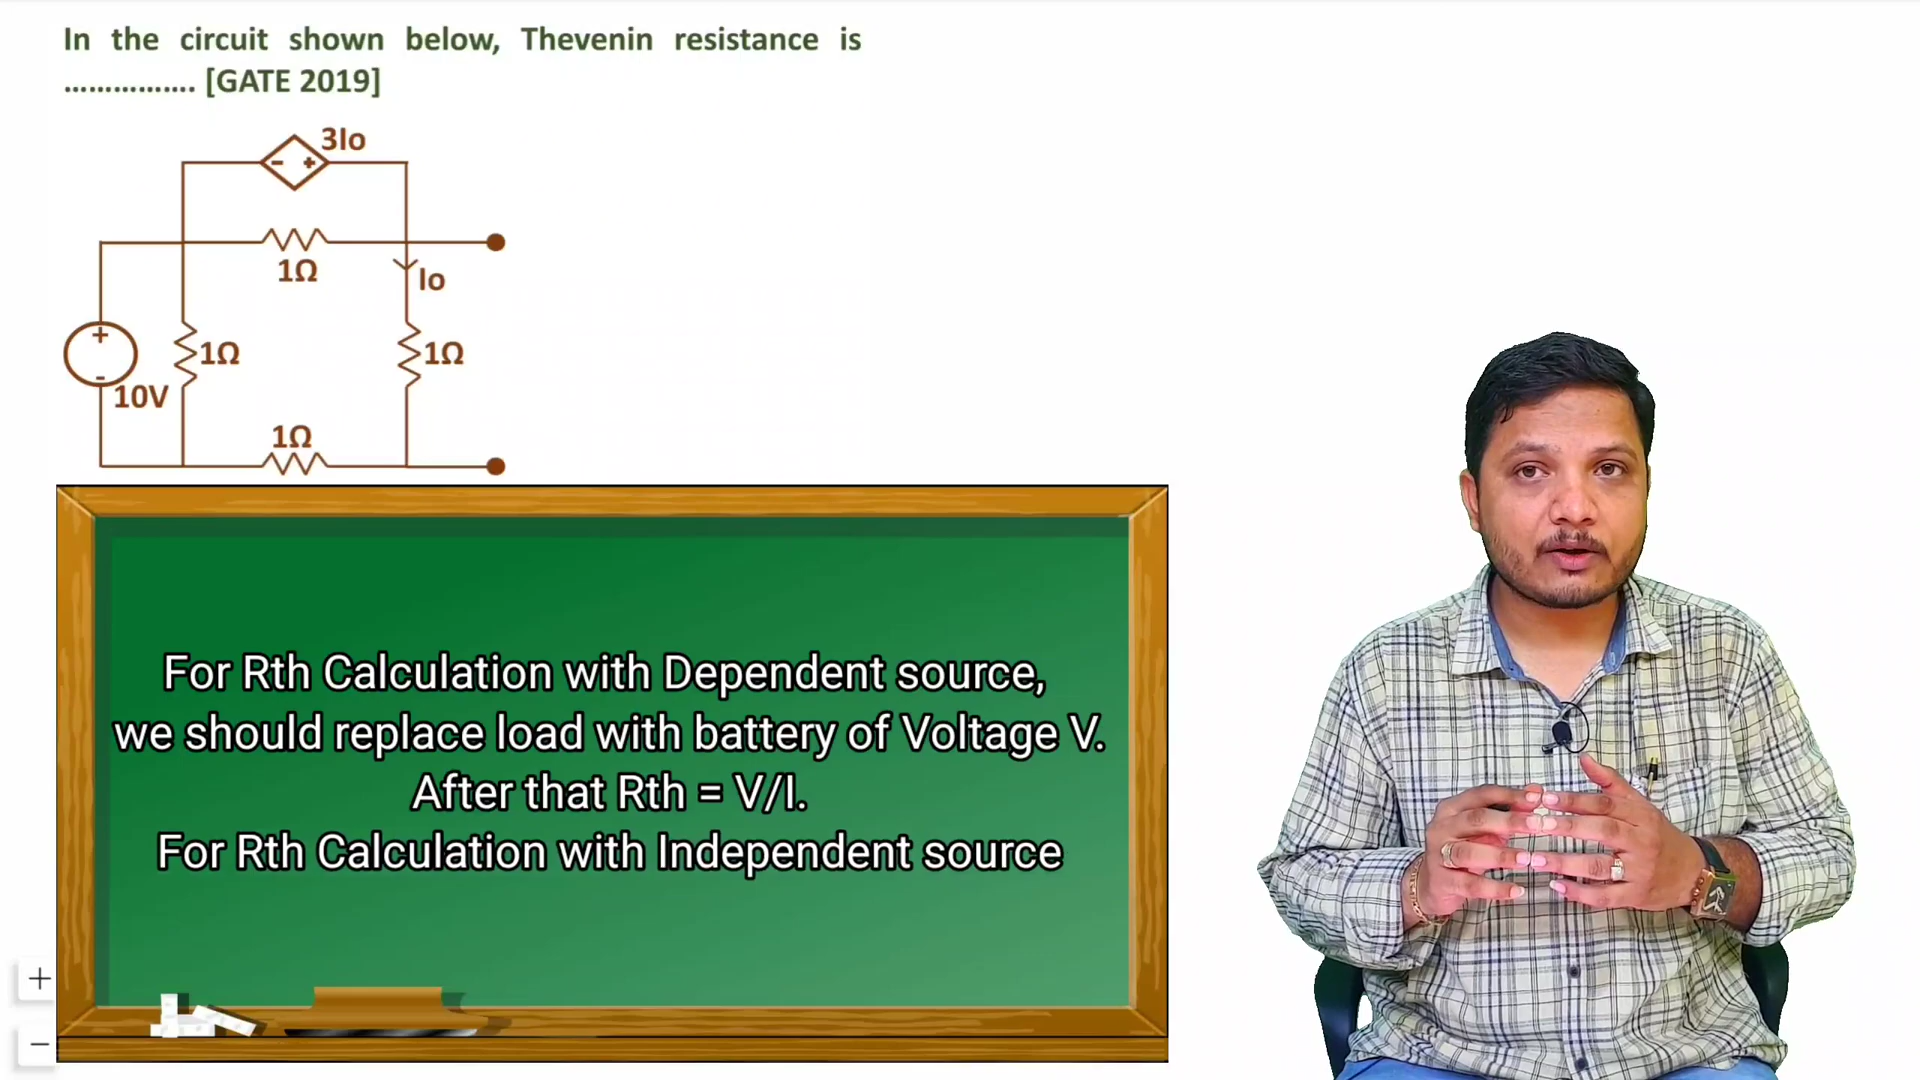 In the circuit shown below, Thevenin resistance is
................ [GATE 2019]
3Io
- +
1Ω
Io
+
1Ω
1Ω
-
10V
1Ω
For Rth Calculation with Dependent source,
we should replace load with battery of Voltage V.
After that Rth = V/I.
For Rth Calculation with Independent source
+
−